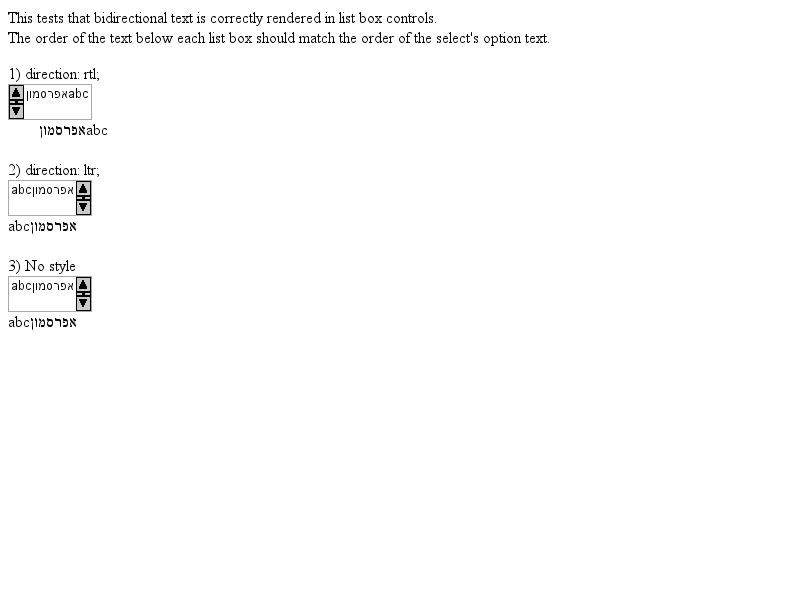 This tests that bidirectional text is correctly rendered in list box controls.
The order of the text below each list box should match the order of the select's option text.
1) direction: rtl;
abcאפרסמון
abcאפרסמון
2) direction: ltr;
abcאפרסמון
abcאפרסמון
3) No style
abcאפרסמון
abcאפרסמון